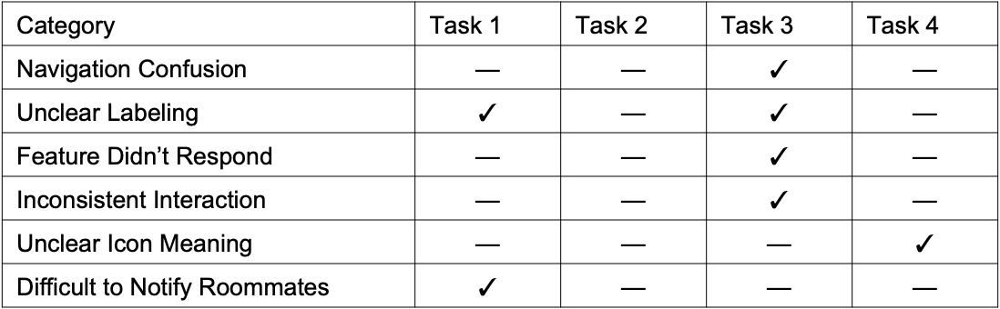 Category Task 1 Task 2 Task 3 Task 4
Navigation Confusion — — ✓ —
Unclear Labeling ✓ — ✓ —
Feature Didn’t Respond — — ✓ —
Inconsistent Interaction — — ✓ —
Unclear Icon Meaning — — — ✓
Difficult to Notify Roommates ✓ — — —